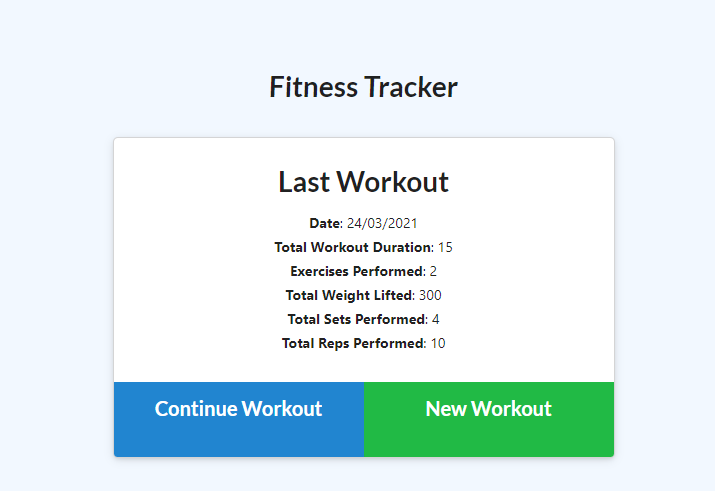 Fitness Tracker
Last Workout
Date: 24/03/2021
Total Workout Duration: 15
Exercises Performed: 2
Total Weight Lifted: 300
Total Sets Performed: 4
Total Reps Performed: 10
Continue Workout
New Workout